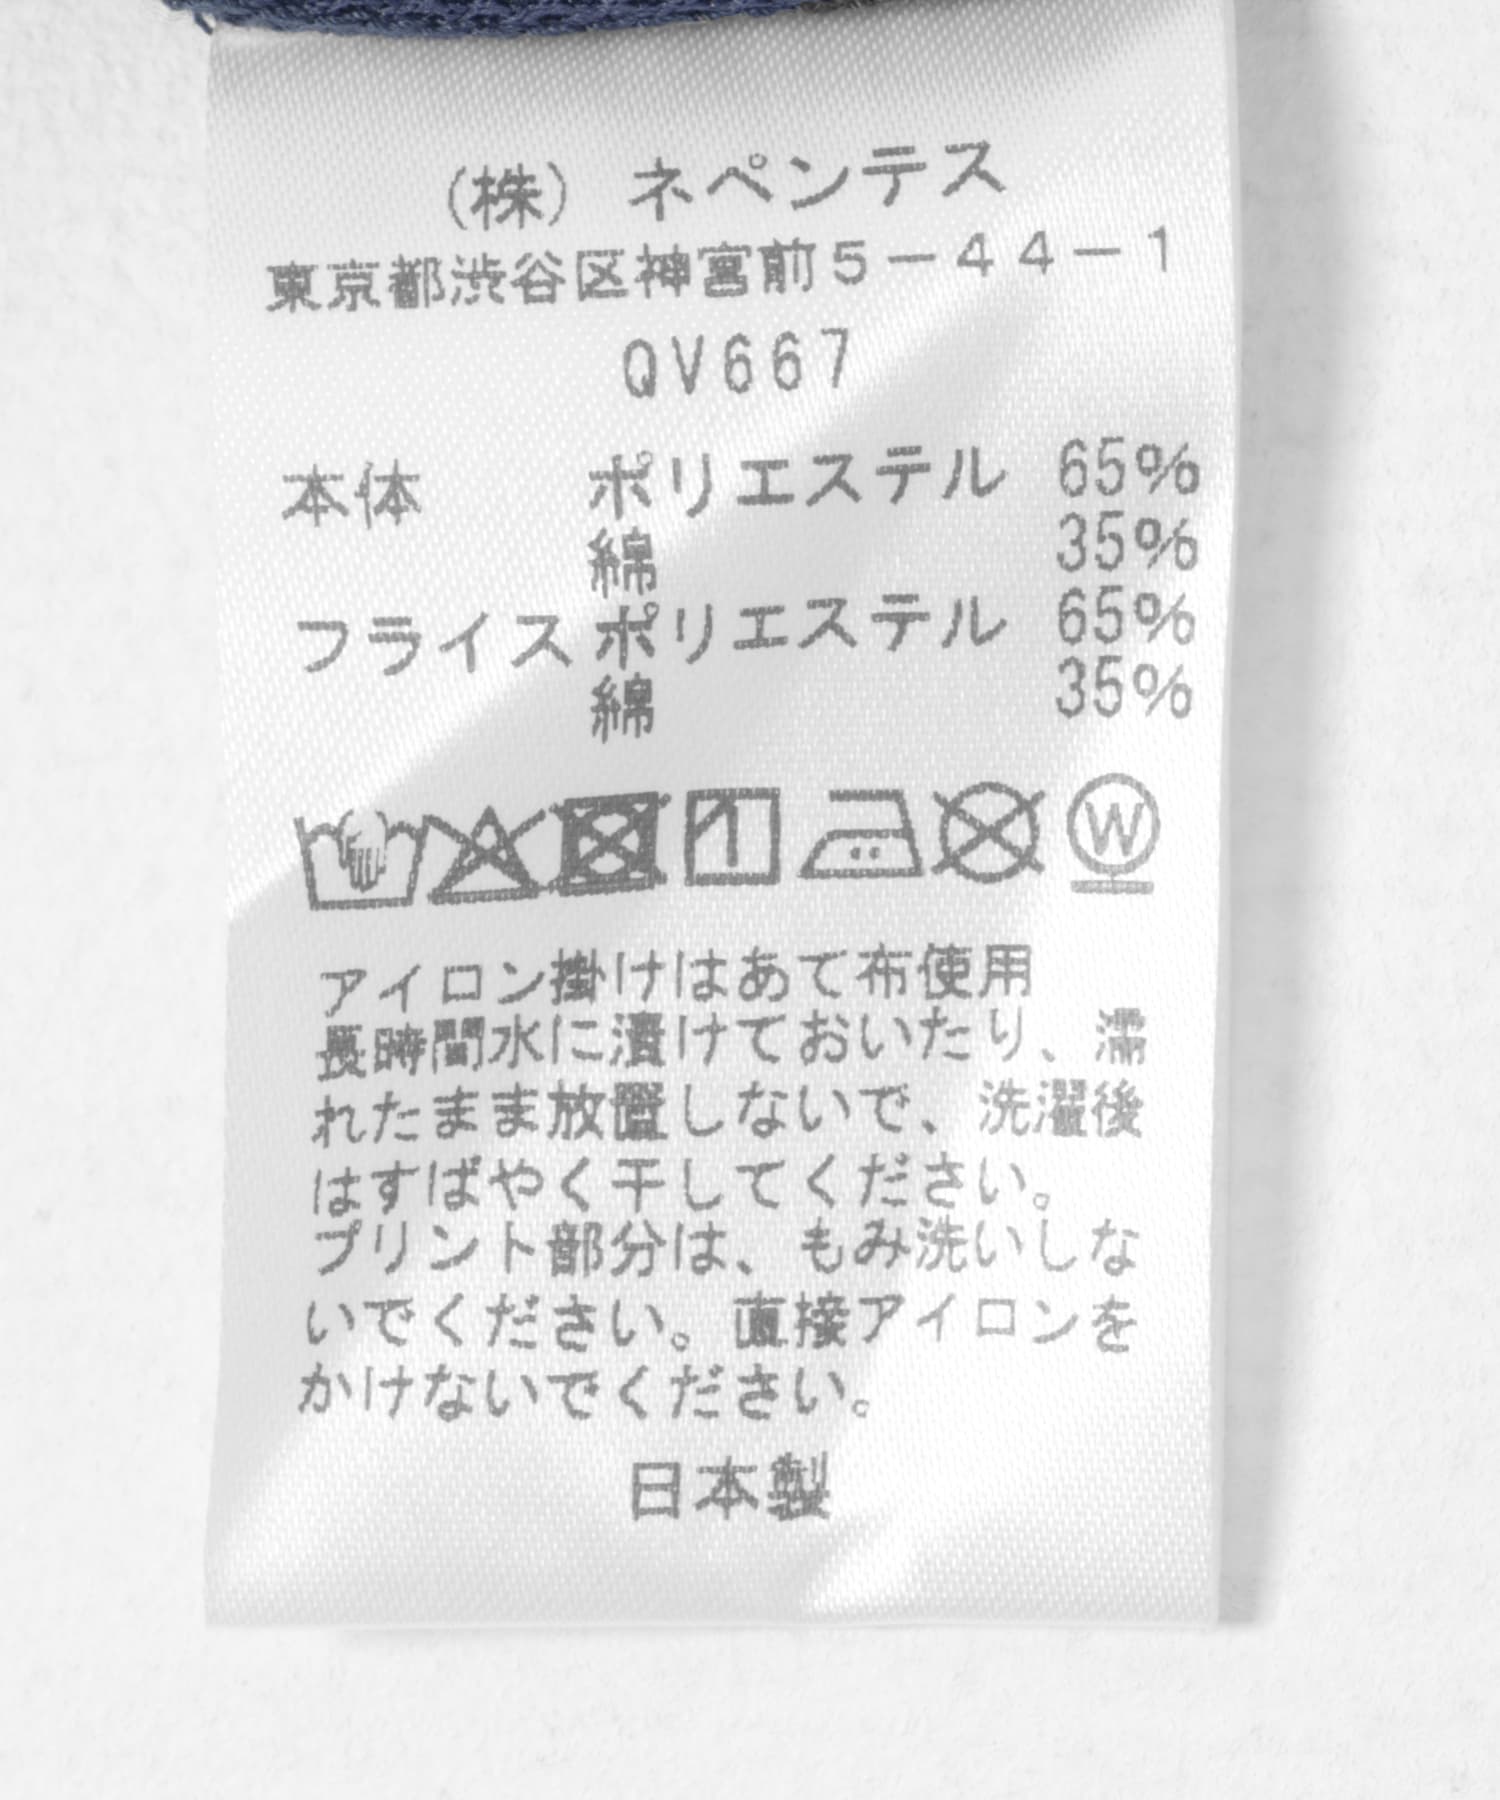 (株) ネペンテス
東京都渋谷区神宮前5-44-1
QV667
本体 ポリエステル 65%
綿 35%
フライス ポリエステル 65%
綿 35%
W
アイロン掛けはあて布使用
長時間水に漬けておいたり、濡
れたまま放置しないで、洗濯後
はすばやく干してください。
プリント部分は、もみ洗いしな
いでください。直接アイロンを
かけないでください。
日本製